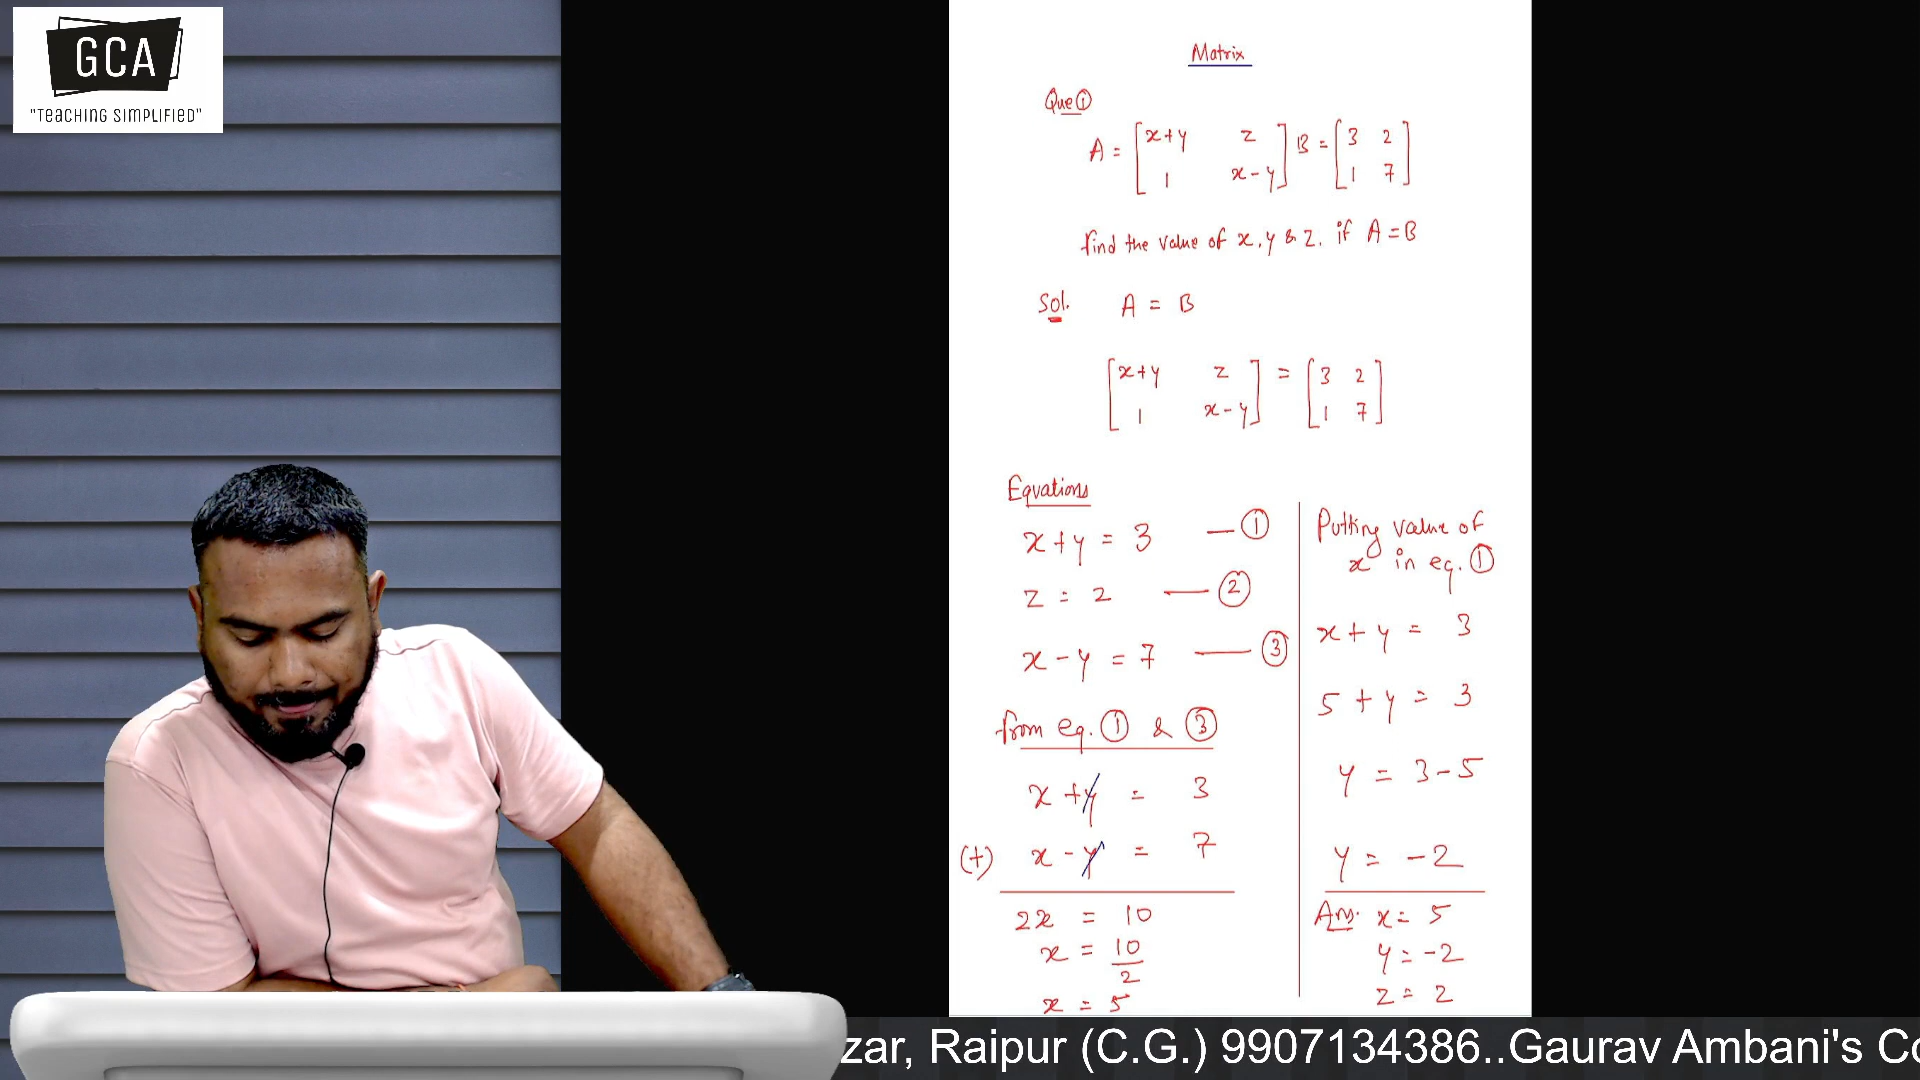 GCA
"TEACHING SIMPLIFIED"
Matrix
Que ①
A = [ x+y z ] B = [ 3 2 ]
[ 1 x-y ] [ 1 7 ]
find the value of x, y & z. if A = B
Sol. A = B
[ x+y z ] = [ 3 2 ]
[ 1 x-y ] [ 1 7 ]
Equations
x+y = 3 — ①
z = 2 — ②
x - y = 7 — ③
from eq. ① & ③
x + y = 3
(+) x - y = 7
2x = 10
x = 10
2
x = 5
Putting value of
x in eq. ①
x + y = 3
5 + y = 3
y = 3 - 5
y = -2
Ans. x = 5
y = -2
z = 2
zar, Raipur (C.G.) 9907134386..Gaurav Ambani's Co